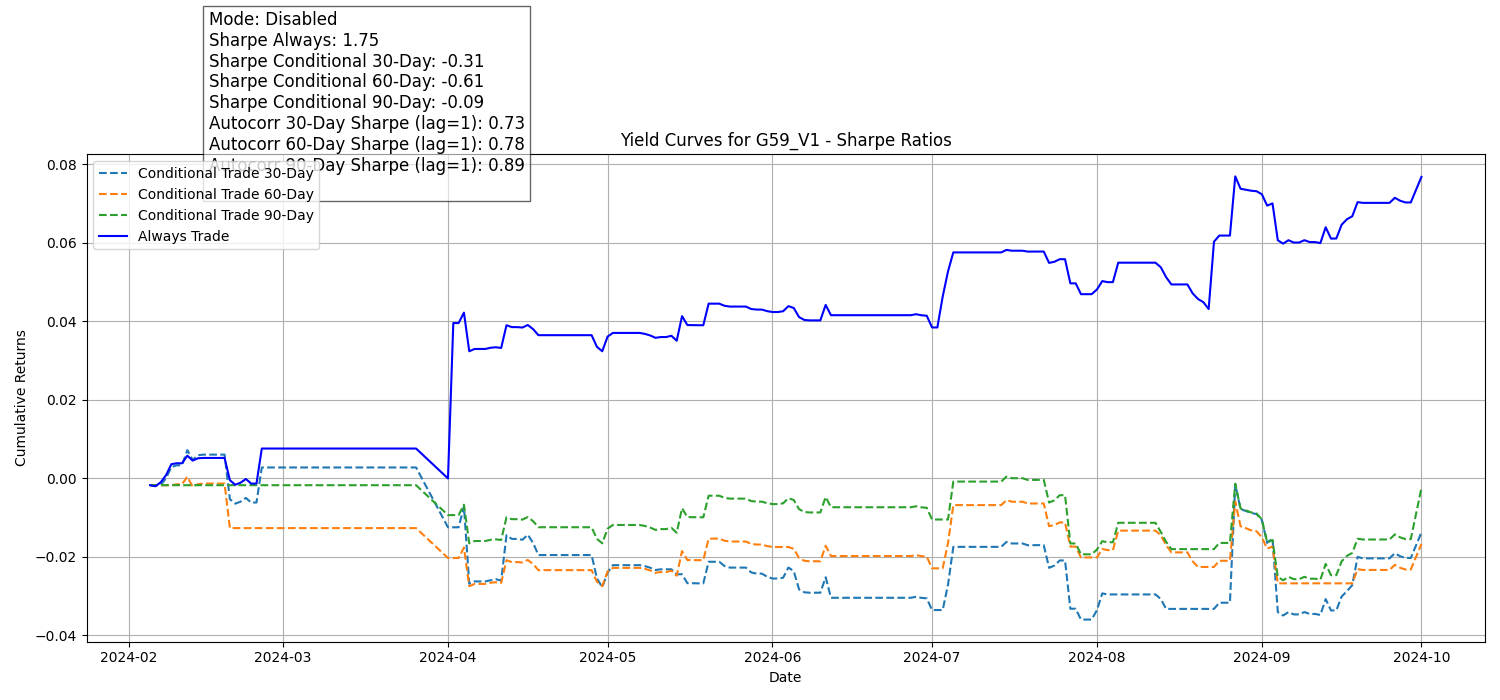 Mode: Disabled
Sharpe Always: 1.75
Sharpe Conditional 30-Day: -0.31
Sharpe Conditional 60-Day: -0.61
Sharpe Conditional 90-Day: -0.09
Autocorr 30-Day Sharpe (lag=1): 0.73
Autocorr 60-Day Sharpe (lag=1): 0.78
Autocorr 90-Day Sharpe (lag=1): 0.89
Yield Curves for G59_V1 - Sharpe Ratios
Conditional Trade 30-Day
Conditional Trade 60-Day
Conditional Trade 90-Day
Always Trade
Cumulative Returns
0.08
0.06
0.04
0.02
0.00
−0.02
−0.04
2024-02 2024-03 2024-04 2024-05 2024-06 2024-07 2024-08 2024-09 2024-10
Date